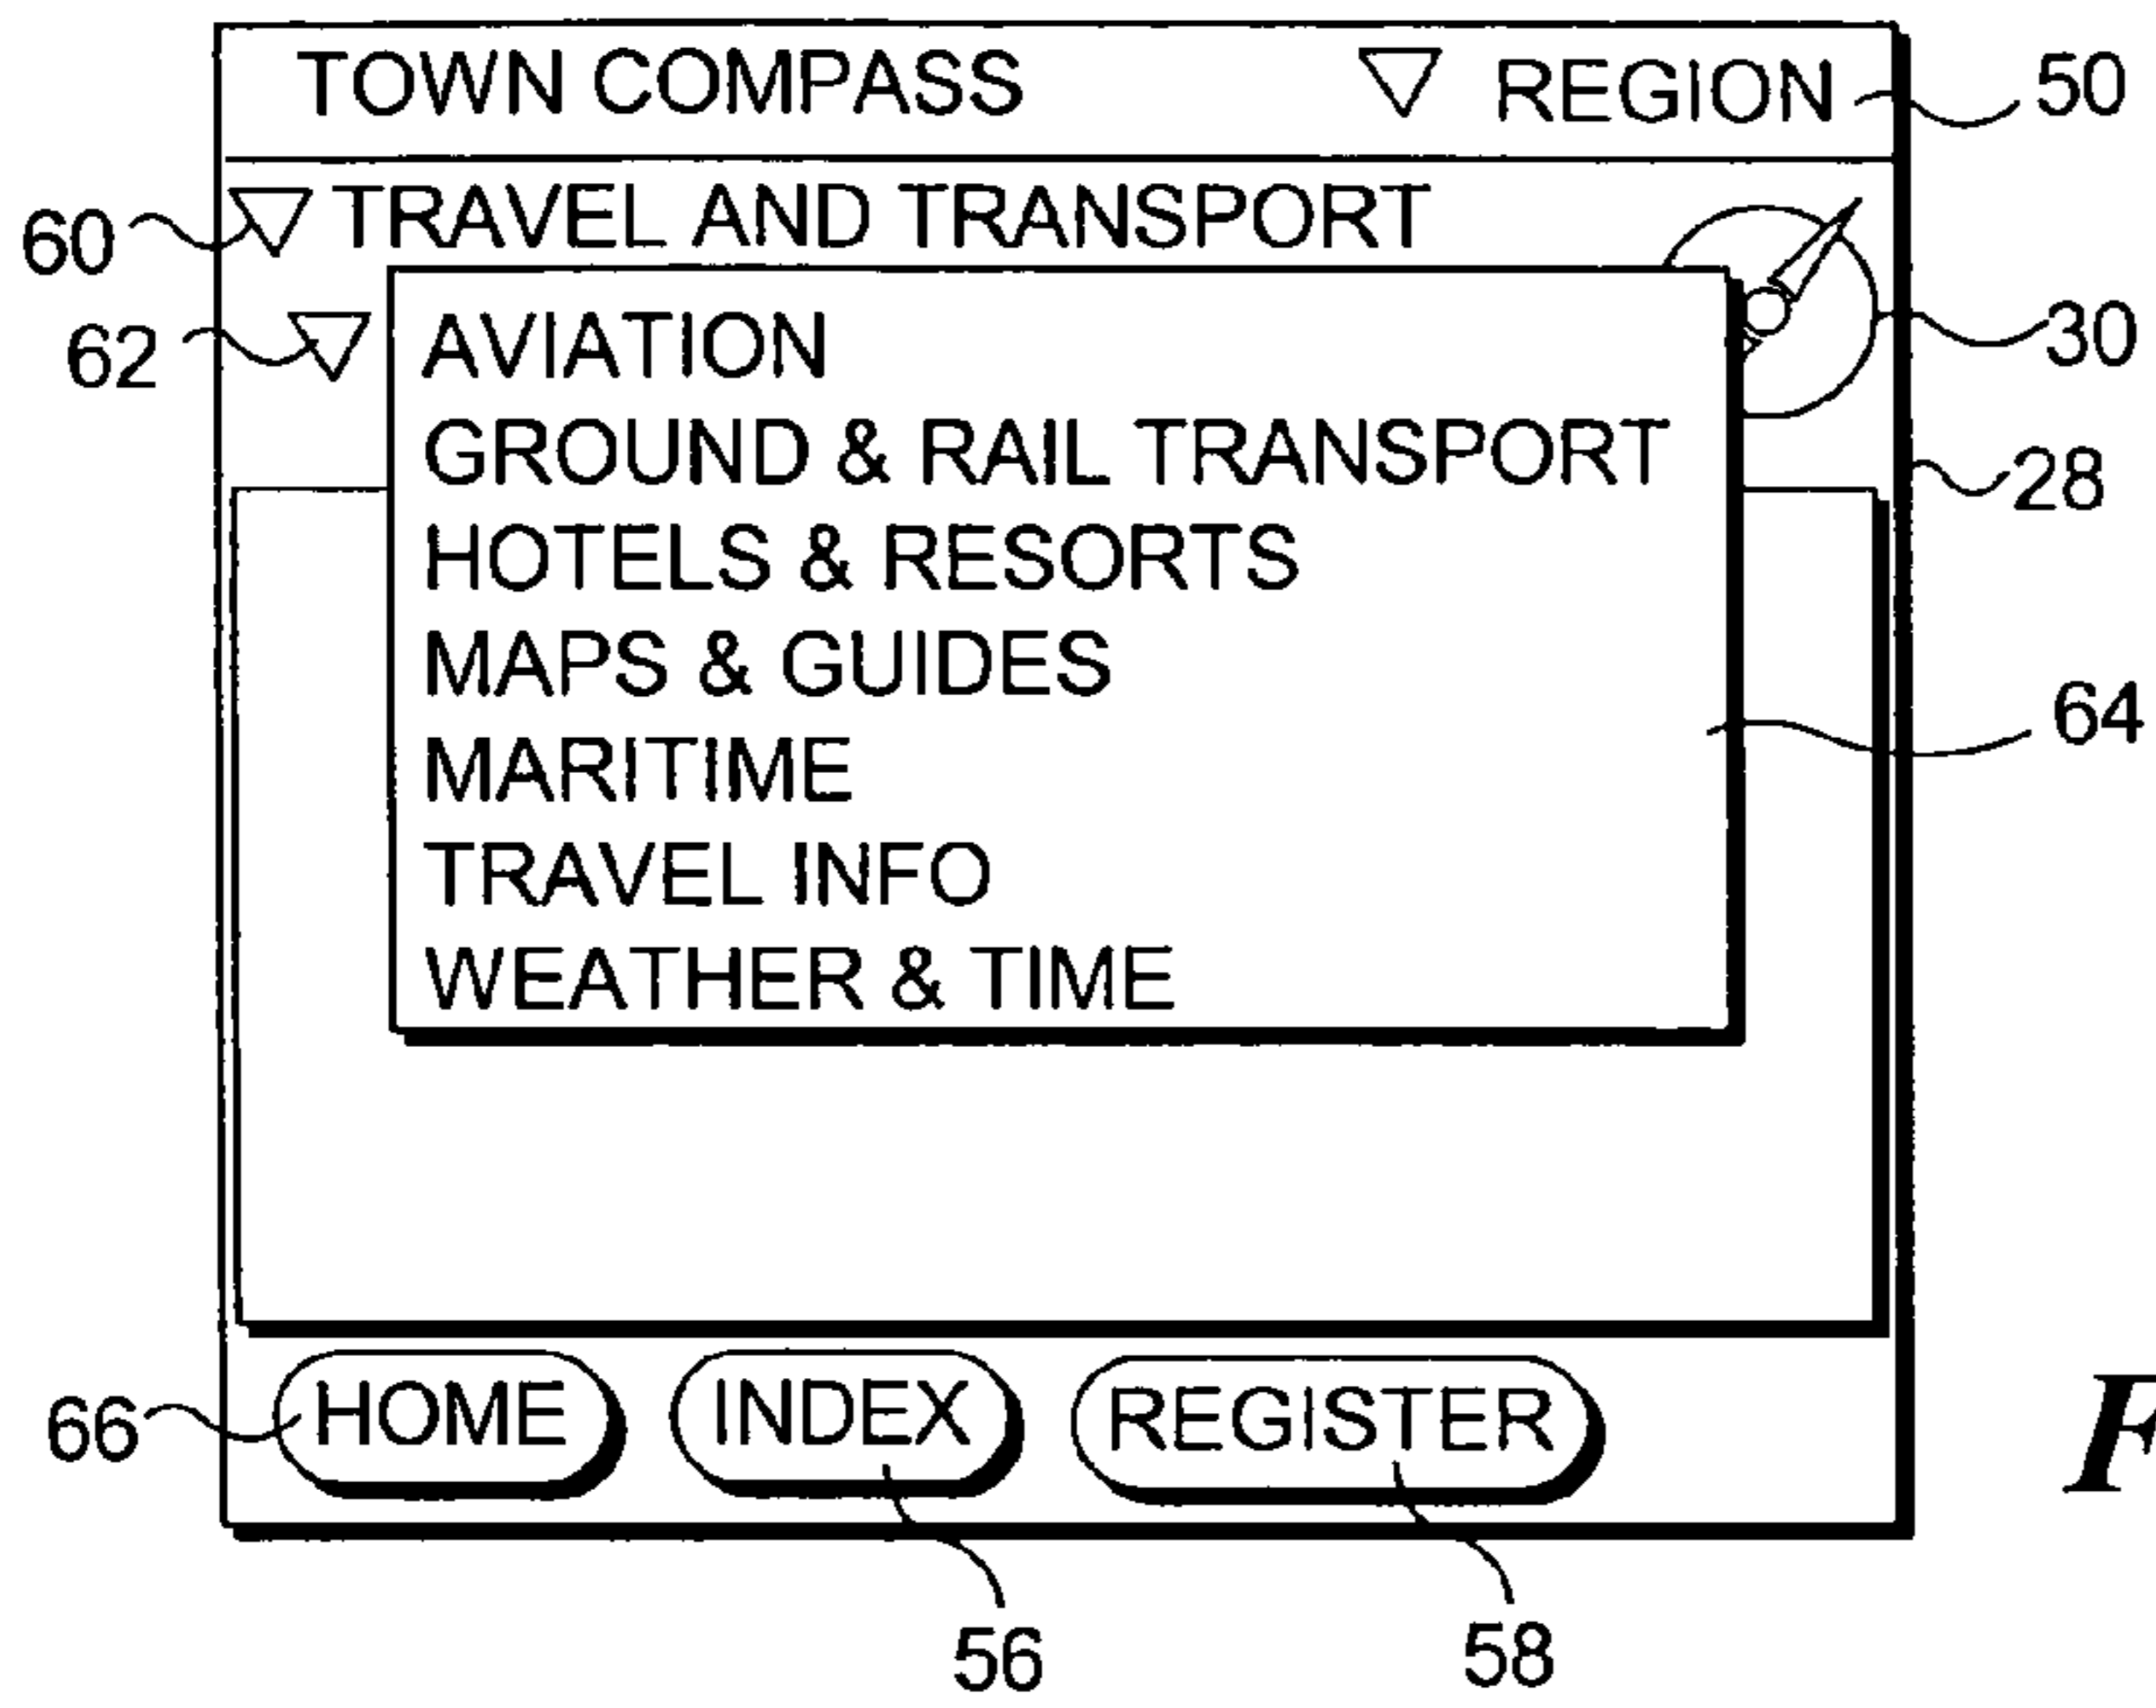 TOWN COMPASS REGION 50
60 TRAVEL AND TRANSPORT
30
62 AVIATION
GROUND & RAIL TRANSPORT
28
HOTELS & RESORTS
MAPS & GUIDES
64
MARITIME
TRAVEL INFO
WEATHER & TIME
66 HOME INDEX REGISTER
F
56 58